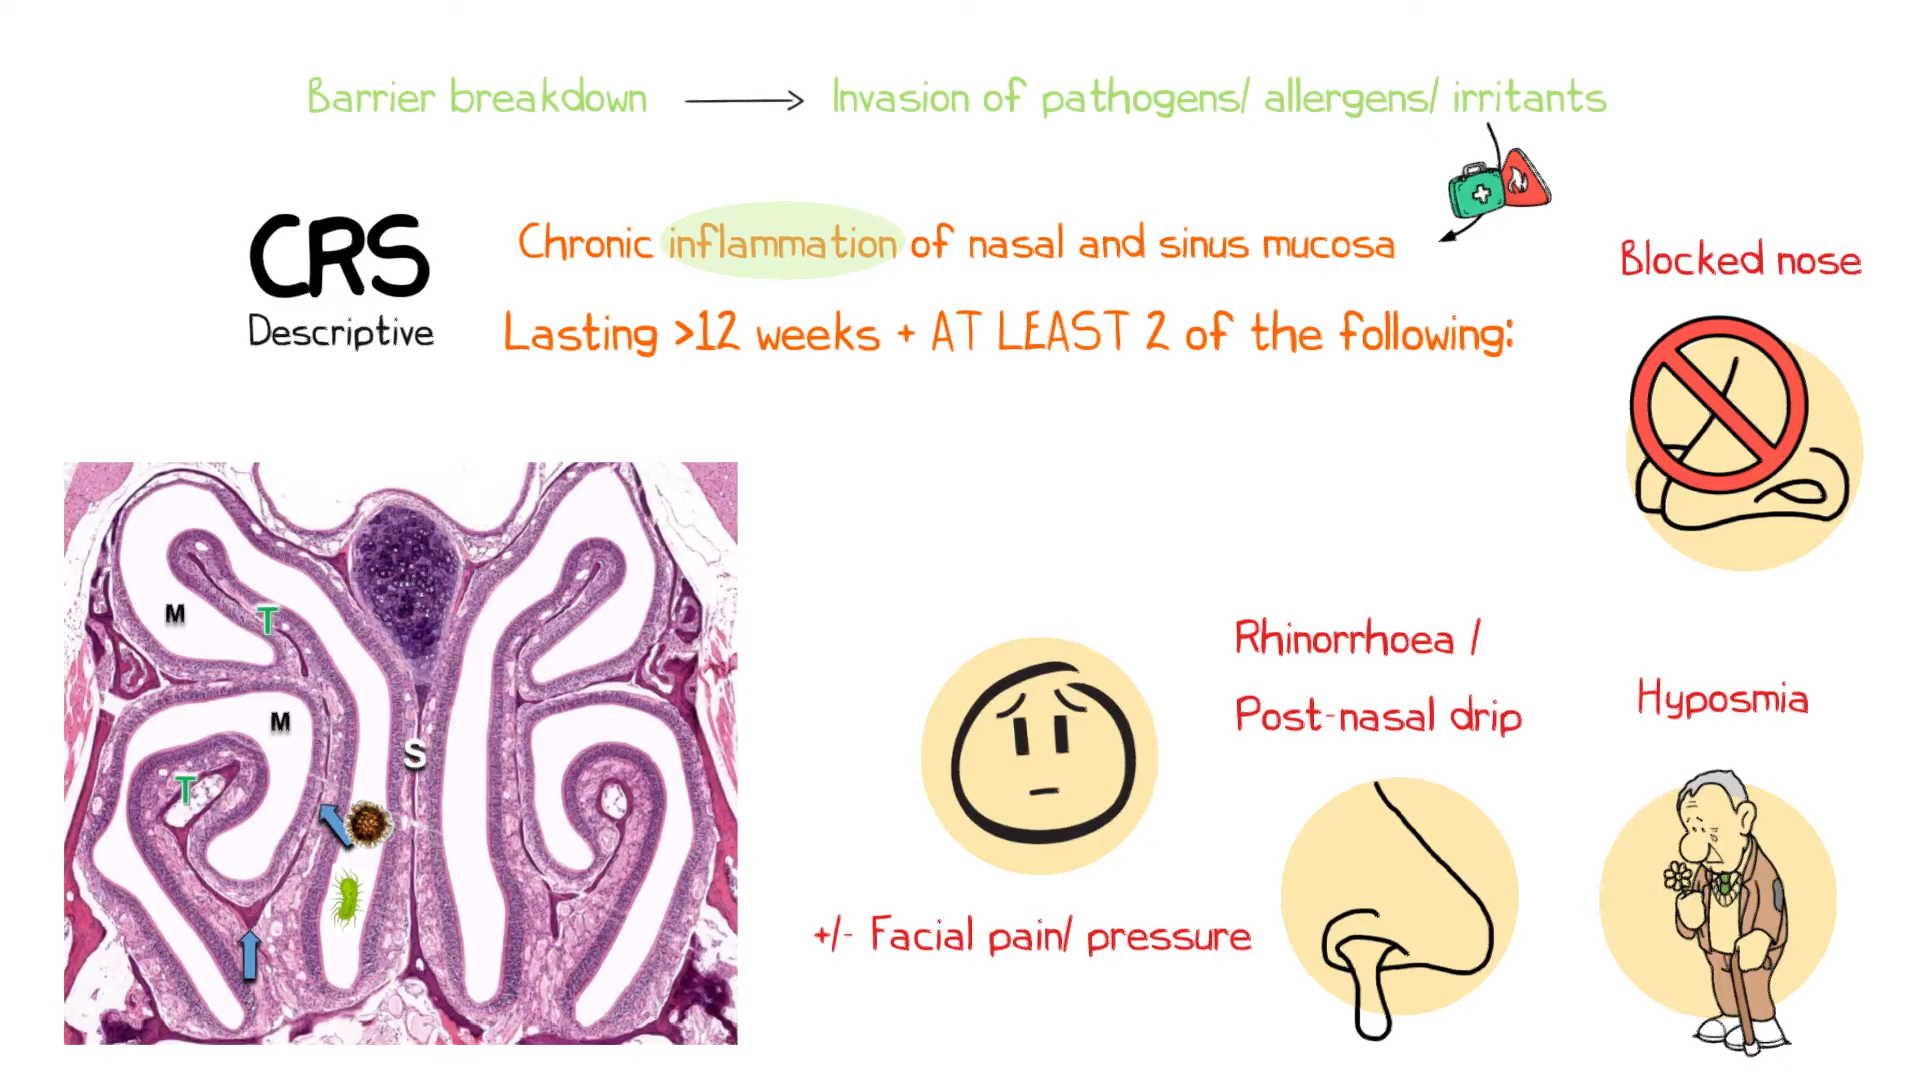 Barrier breakdown
Invasion of pathogens/ allergens/ irritants
CRS
Descriptive
Chronic inflammation of nasal and sinus mucosa
Lasting >12 weeks + AT LEAST 2 of the following:
Blocked nose
M
T
M
S
T
+/- Facial pain/ pressure
Rhinorrhoea /
Post-nasal drip
Hyposmia